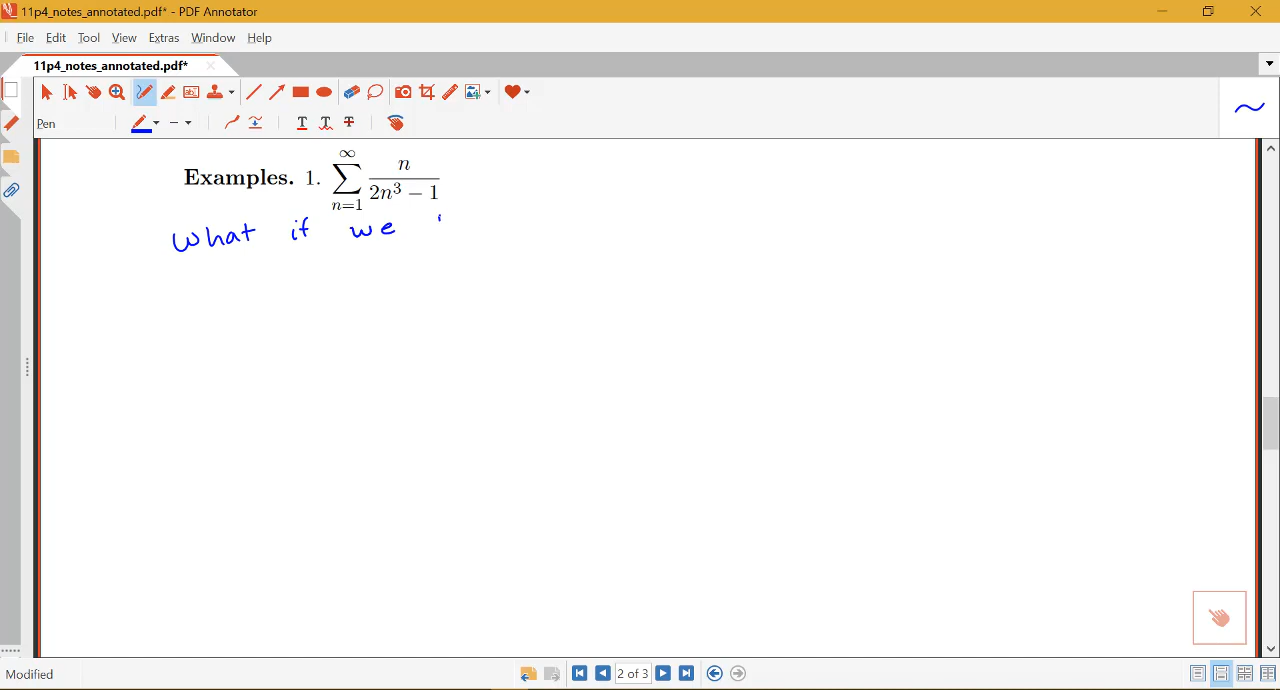 11p4_notes_annotated.pdf* - PDF Annotator
File Edit Tool View Extras Window Help
11p4_notes_annotated.pdf*
Pen
T T T
Examples. 1. ∑_{n=1}^{∞} n/(2n³ − 1)
What if we
Modified
2 of 3